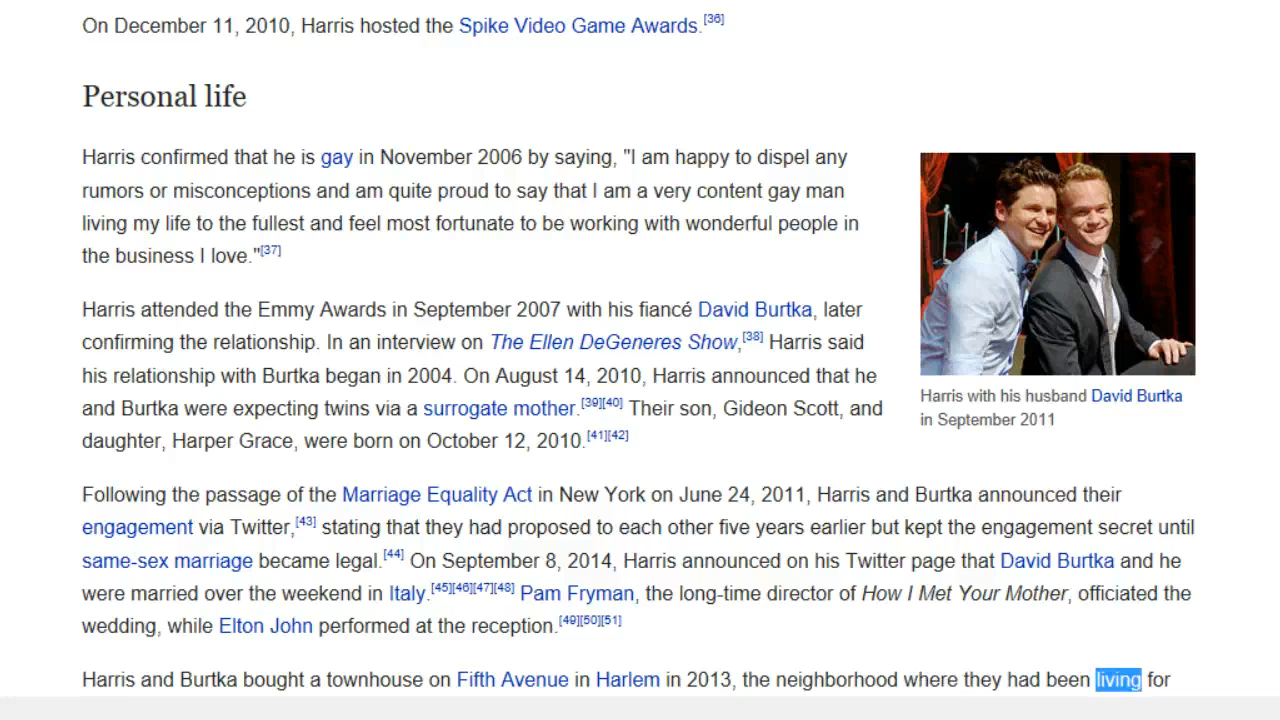 On December 11, 2010, Harris hosted the Spike Video Game Awards.[36]
Personal life
Harris confirmed that he is gay in November 2006 by saying, "I am happy to dispel any
rumors or misconceptions and am quite proud to say that I am a very content gay man
living my life to the fullest and feel most fortunate to be working with wonderful people in
the business I love."[37]
Harris attended the Emmy Awards in September 2007 with his fiancé David Burtka, later
confirming the relationship. In an interview on The Ellen DeGeneres Show,[38] Harris said
his relationship with Burtka began in 2004. On August 14, 2010, Harris announced that he
and Burtka were expecting twins via a surrogate mother.[39][40] Their son, Gideon Scott, and
daughter, Harper Grace, were born on October 12, 2010.[41][42]
Harris with his husband David Burtka
in September 2011
Following the passage of the Marriage Equality Act in New York on June 24, 2011, Harris and Burtka announced their
engagement via Twitter,[43] stating that they had proposed to each other five years earlier but kept the engagement secret until
same-sex marriage became legal.[44] On September 8, 2014, Harris announced on his Twitter page that David Burtka and he
were married over the weekend in Italy.[45][46][47][48] Pam Fryman, the long-time director of How I Met Your Mother, officiated the
wedding, while Elton John performed at the reception.[49][50][51]
Harris and Burtka bought a townhouse on Fifth Avenue in Harlem in 2013, the neighborhood where they had been living for